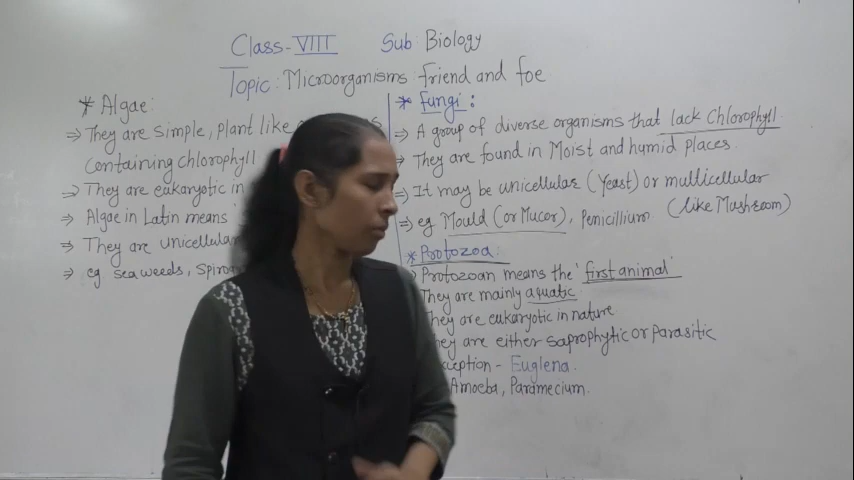 Class-VIII Sub Biology
Topic: Microorganisms: friend and foe
* Algae:
⇒ They are simple, plant like
containing chlorophyll
⇒ They are eukaryotic in
⇒ Algae in Latin means
⇒ They are unicellular
⇒ eg sea weeds,
* Fungi:
⇒ A group of diverse organisms that lack Chlorophyll
⇒ They are found in Moist and humid places.
⇒ It may be unicellular (Yeast) or multicellular
(like Mushroom)
⇒ eg Mould (or Mucor), Penicillium
* Protozoa
Protozoan means the 'first animal'
They are mainly aquatic
They are eukaryotic in nature.
They are either saprophytic or parasitic
Euglena.
Amoeba, Paramecium.